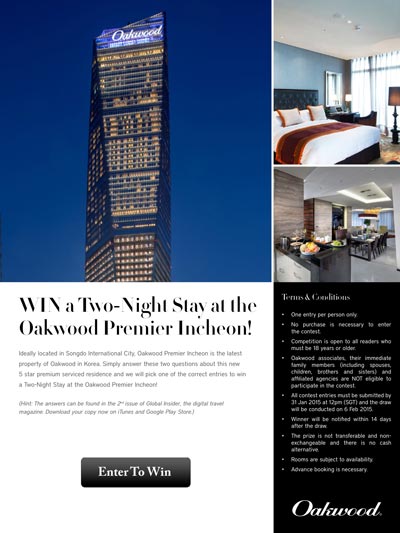 Oakwood
WIN a Two-Night Stay at the
Oakwood Premier Incheon!
Ideally located in Songdo International City, Oakwood Premier Incheon is the latest
property of Oakwood in Korea. Simply answer these two questions about this new
5 star premium serviced residence and we will pick one of the correct entries to win
a Two-Night Stay at the Oakwood Premier Incheon!
(Hint: The answers can be found in the 2nd issue of Global Insider, the digital travel
magazine. Download your copy now on iTunes and Google Play Store.)
Enter To Win
Terms & Conditions
• One entry per person only.
• No purchase is necessary to enter
the contest.
• Competition is open to all readers who
must be 18 years or older.
• Oakwood associates, their immediate
family members (including spouses,
children, brothers and sisters) and
affiliated agencies are NOT eligible to
participate in the contest.
• All contest entries must be submitted by
31 Jan 2015 at 12pm (SGT) and the draw
will be conducted on 6 Feb 2015.
• Winner will be notified within 14 days
after the draw.
• The prize is not transferable and non-
exchangeable and there is no cash
alternative.
• Rooms are subject to availability.
• Advance booking is necessary.
Oakwood